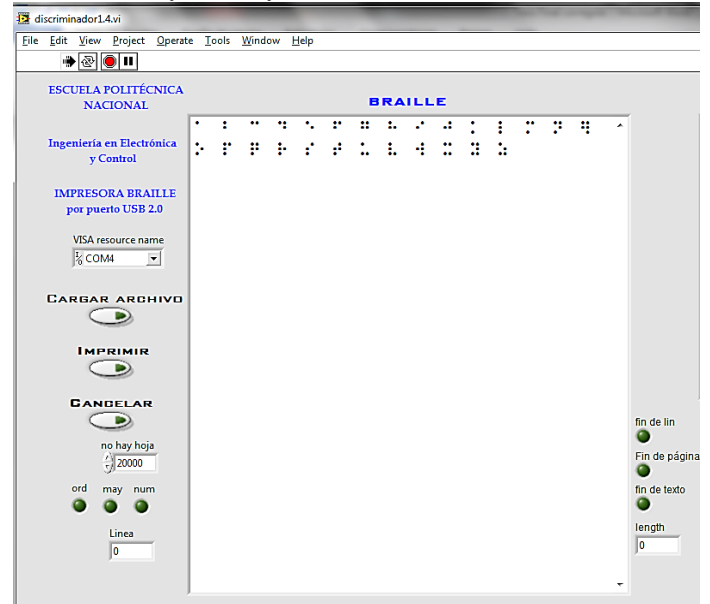 discriminador1.4.vi
File Edit View Project Operate Tools Window Help
ESCUELA POLITÉCNICA
NACIONAL
Ingeniería en Electrónica
y Control
IMPRESORA BRAILLE
por puerto USB 2.0
VISA resource name
COM4
CARGAR ARCHIVO
IMPRIMIR
CANCELAR
no hay hoja
20000
ord may num
Linea
0
BRAILLE
⠁ ⠃ ⠉ ⠙ ⠑ ⠋ ⠛ ⠓ ⠊ ⠚ ⠅ ⠇ ⠍ ⠝ ⠻
⠕ ⠏ ⠟ ⠗ ⠎ ⠞ ⠥ ⠧ ⠺ ⠭ ⠽ ⠵
fin de lin
Fin de página
fin de texto
length
0